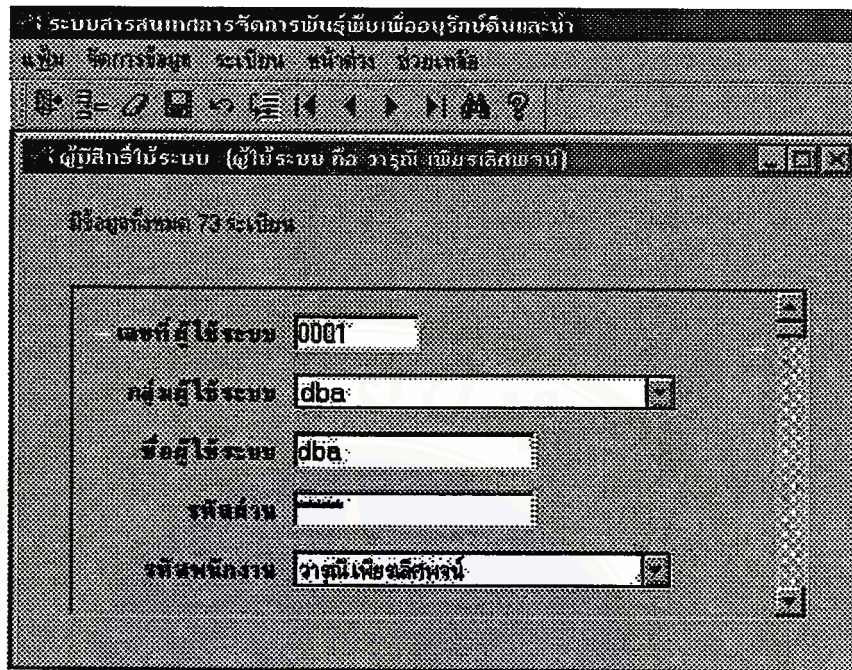 ระบบสารสนเทศการจัดการพันธุ์พืชเพื่ออนุรักษ์ดินและน้ำ
แฟ้ม จัดการข้อมูล ระเบียน หน้าต่าง ช่วยเหลือ
ผู้มีสิทธิ์ใช้ระบบ (ผู้ใช้ระบบ คือ วารุณี เพียรเลิศพจน์)
มีข้อมูลทั้งหมด 73 ระเบียน
เลขที่ผู้ใช้ระบบ 0001
กลุ่มผู้ใช้ระบบ dba
ชื่อผู้ใช้ระบบ dba
รหัสผ่าน
รหัสพนักงาน วารุณี เพียรเลิศพจน์